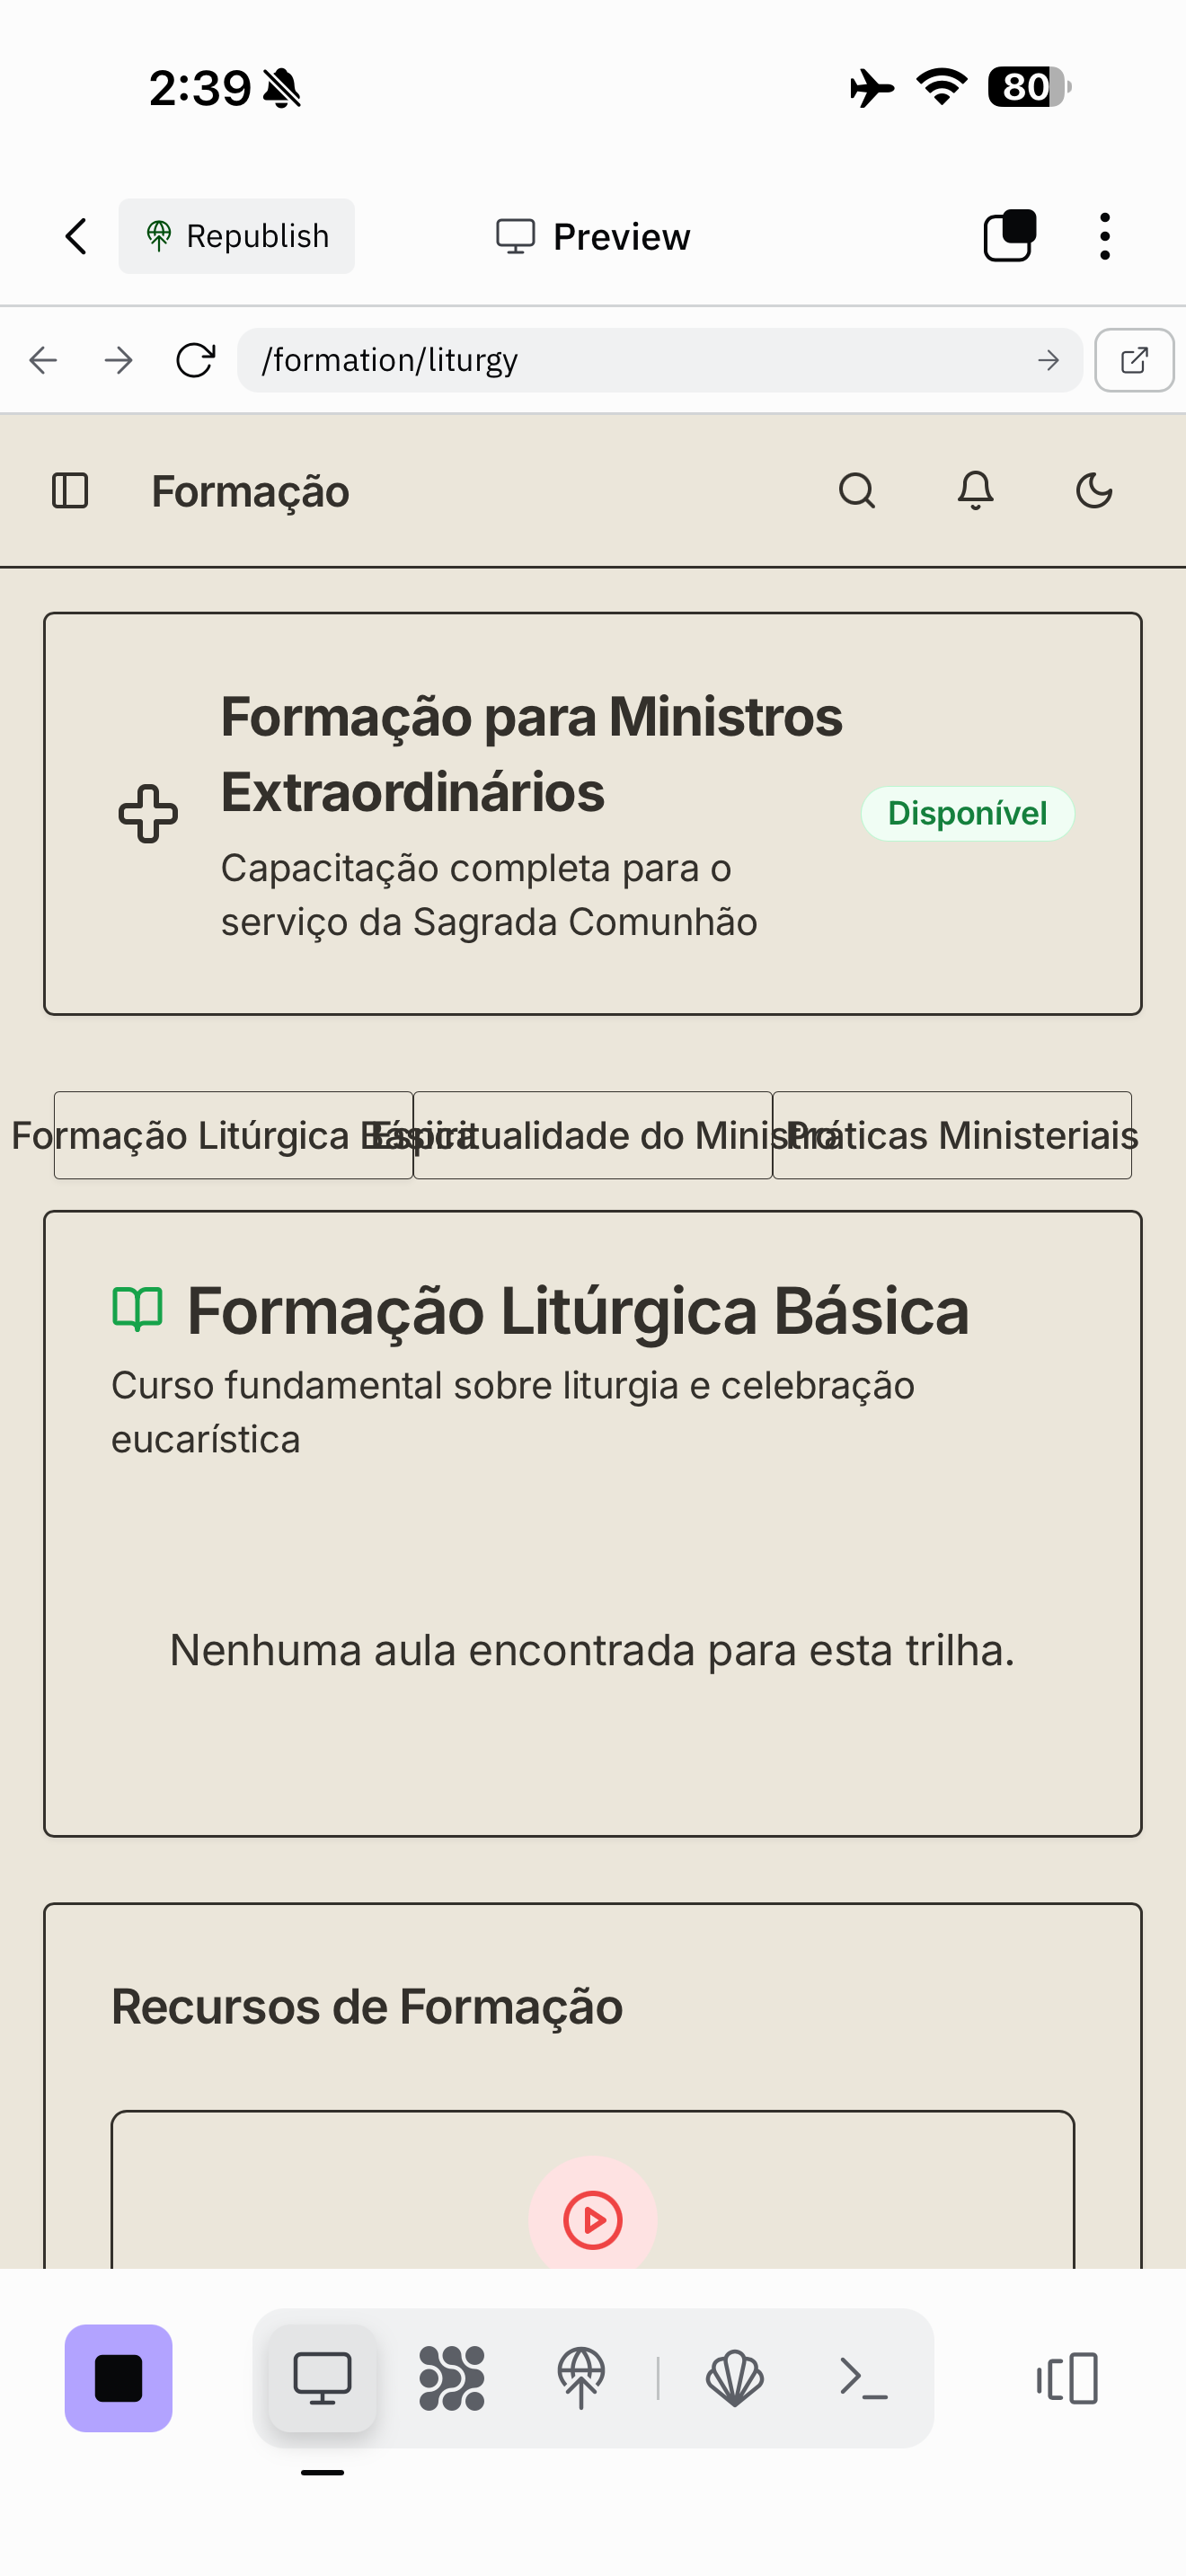 2:39
80
Republish
Preview
/formation/liturgy
Formação
Formação para Ministros
Extraordinários
Disponível
Capacitação completa para o
serviço da Sagrada Comunhão
Formação Litúrgica Básica
Espiritualidade do Ministro
Práticas Ministeriais
Formação Litúrgica Básica
Curso fundamental sobre liturgia e celebração
eucarística
Nenhuma aula encontrada para esta trilha.
Recursos de Formação